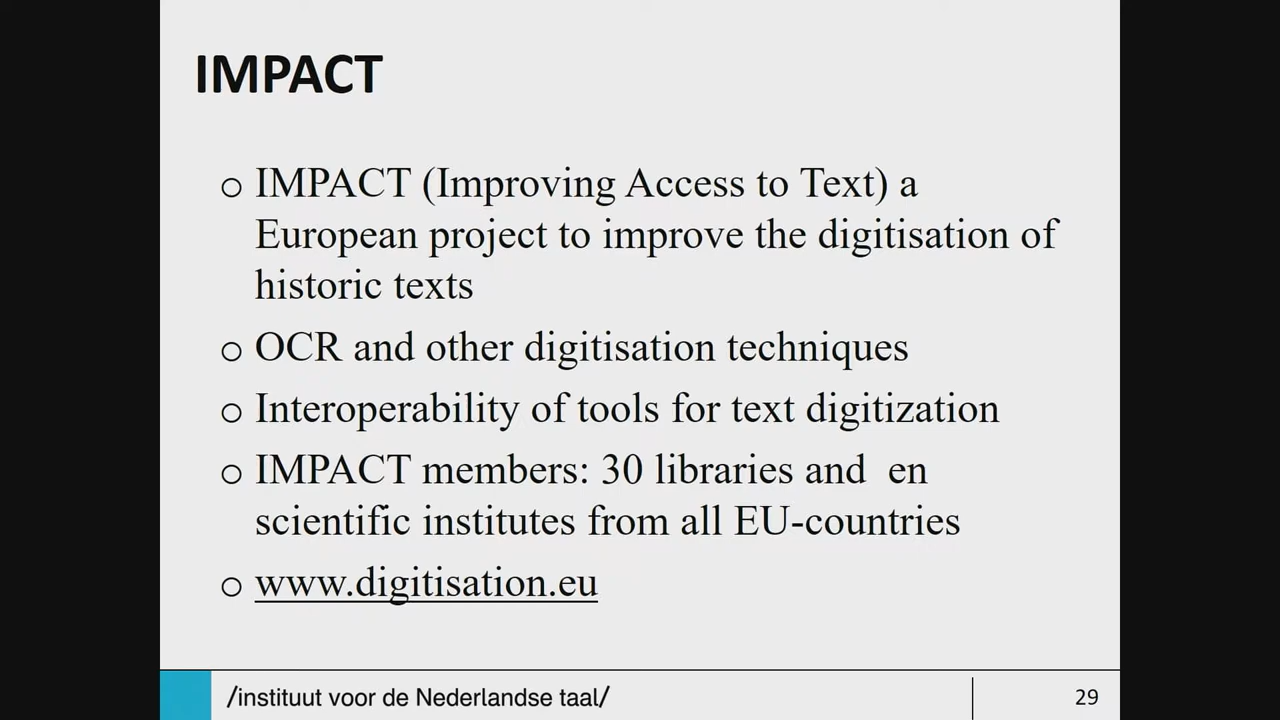 IMPACT
○ IMPACT (Improving Access to Text) a
European project to improve the digitisation of
historic texts
○ OCR and other digitisation techniques
○ Interoperability of tools for text digitization
○ IMPACT members: 30 libraries and  en
scientific institutes from all EU-countries
○ www.digitisation.eu
/instituut voor de Nederlandse taal/
29